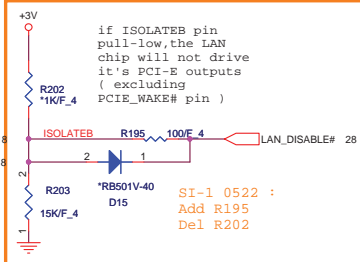 +3V
if ISOLATEB pin
pull-low,the LAN
chip will not drive
it's PCI-E outputs
( excluding
PCIE_WAKE# pin )
R202
*1K/F_4
8
ISOLATEB
R195
100/F_4
LAN_DISABLE# 28
8
2
1
2
R203
15K/F_4
1
*RB501V-40
D15
SI-1 0522 :
Add R195
Del R202